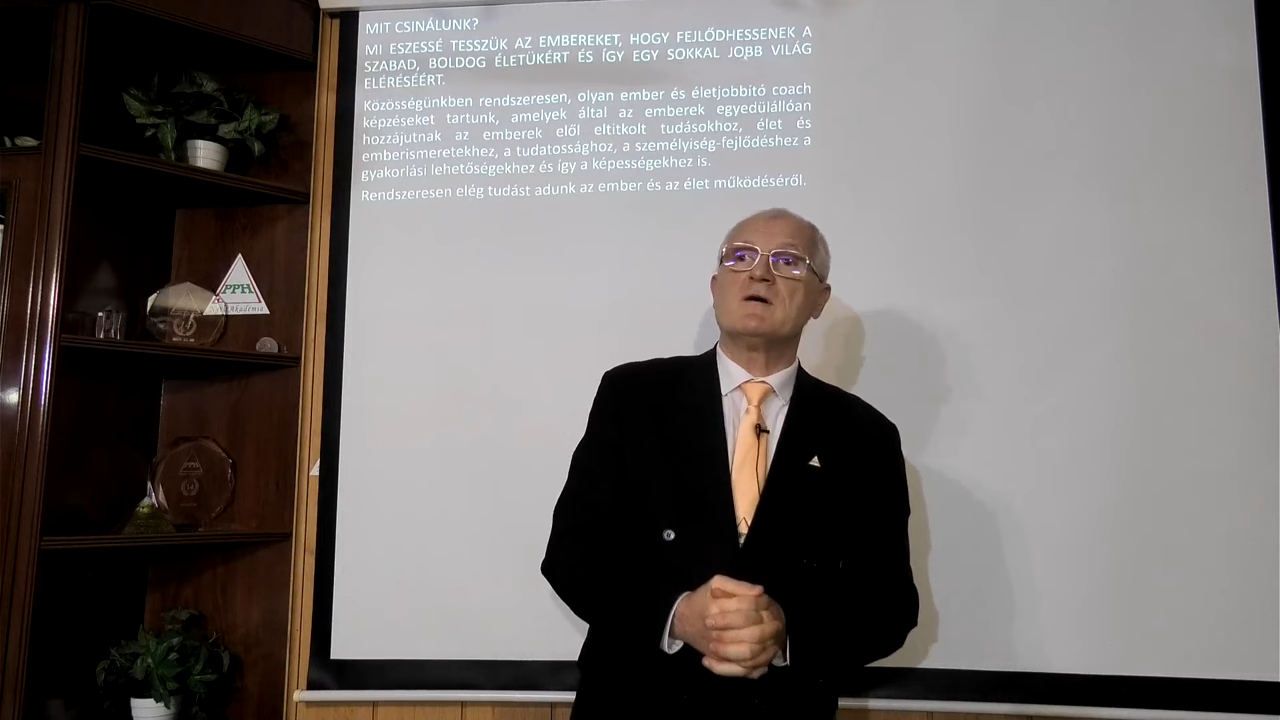 MIT CSINÁLUNK?
MI ESZESSÉ TESSZÜK AZ EMBEREKET, HOGY FEJLŐDHESSENEK A
SZABAD, BOLDOG ÉLETÜKÉRT ÉS ÍGY EGY SOKKAL JOBB VILÁG
ELÉRÉSÉÉRT.
Közösségünkben rendszeresen, olyan ember és életjobbító coach
képzéseket tartunk, amelyek által az emberek egyedülállóan
hozzájutnak az emberek elől eltitkolt tudásokhoz, élet és
emberismeretekhez, a tudatossághoz, a személyiség-fejlődéshez a
gyakorlási lehetőségekhez és így a képességekhez is.
Rendszeresen elég tudást adunk az ember és az élet működéséről.
PPH
Akadémia